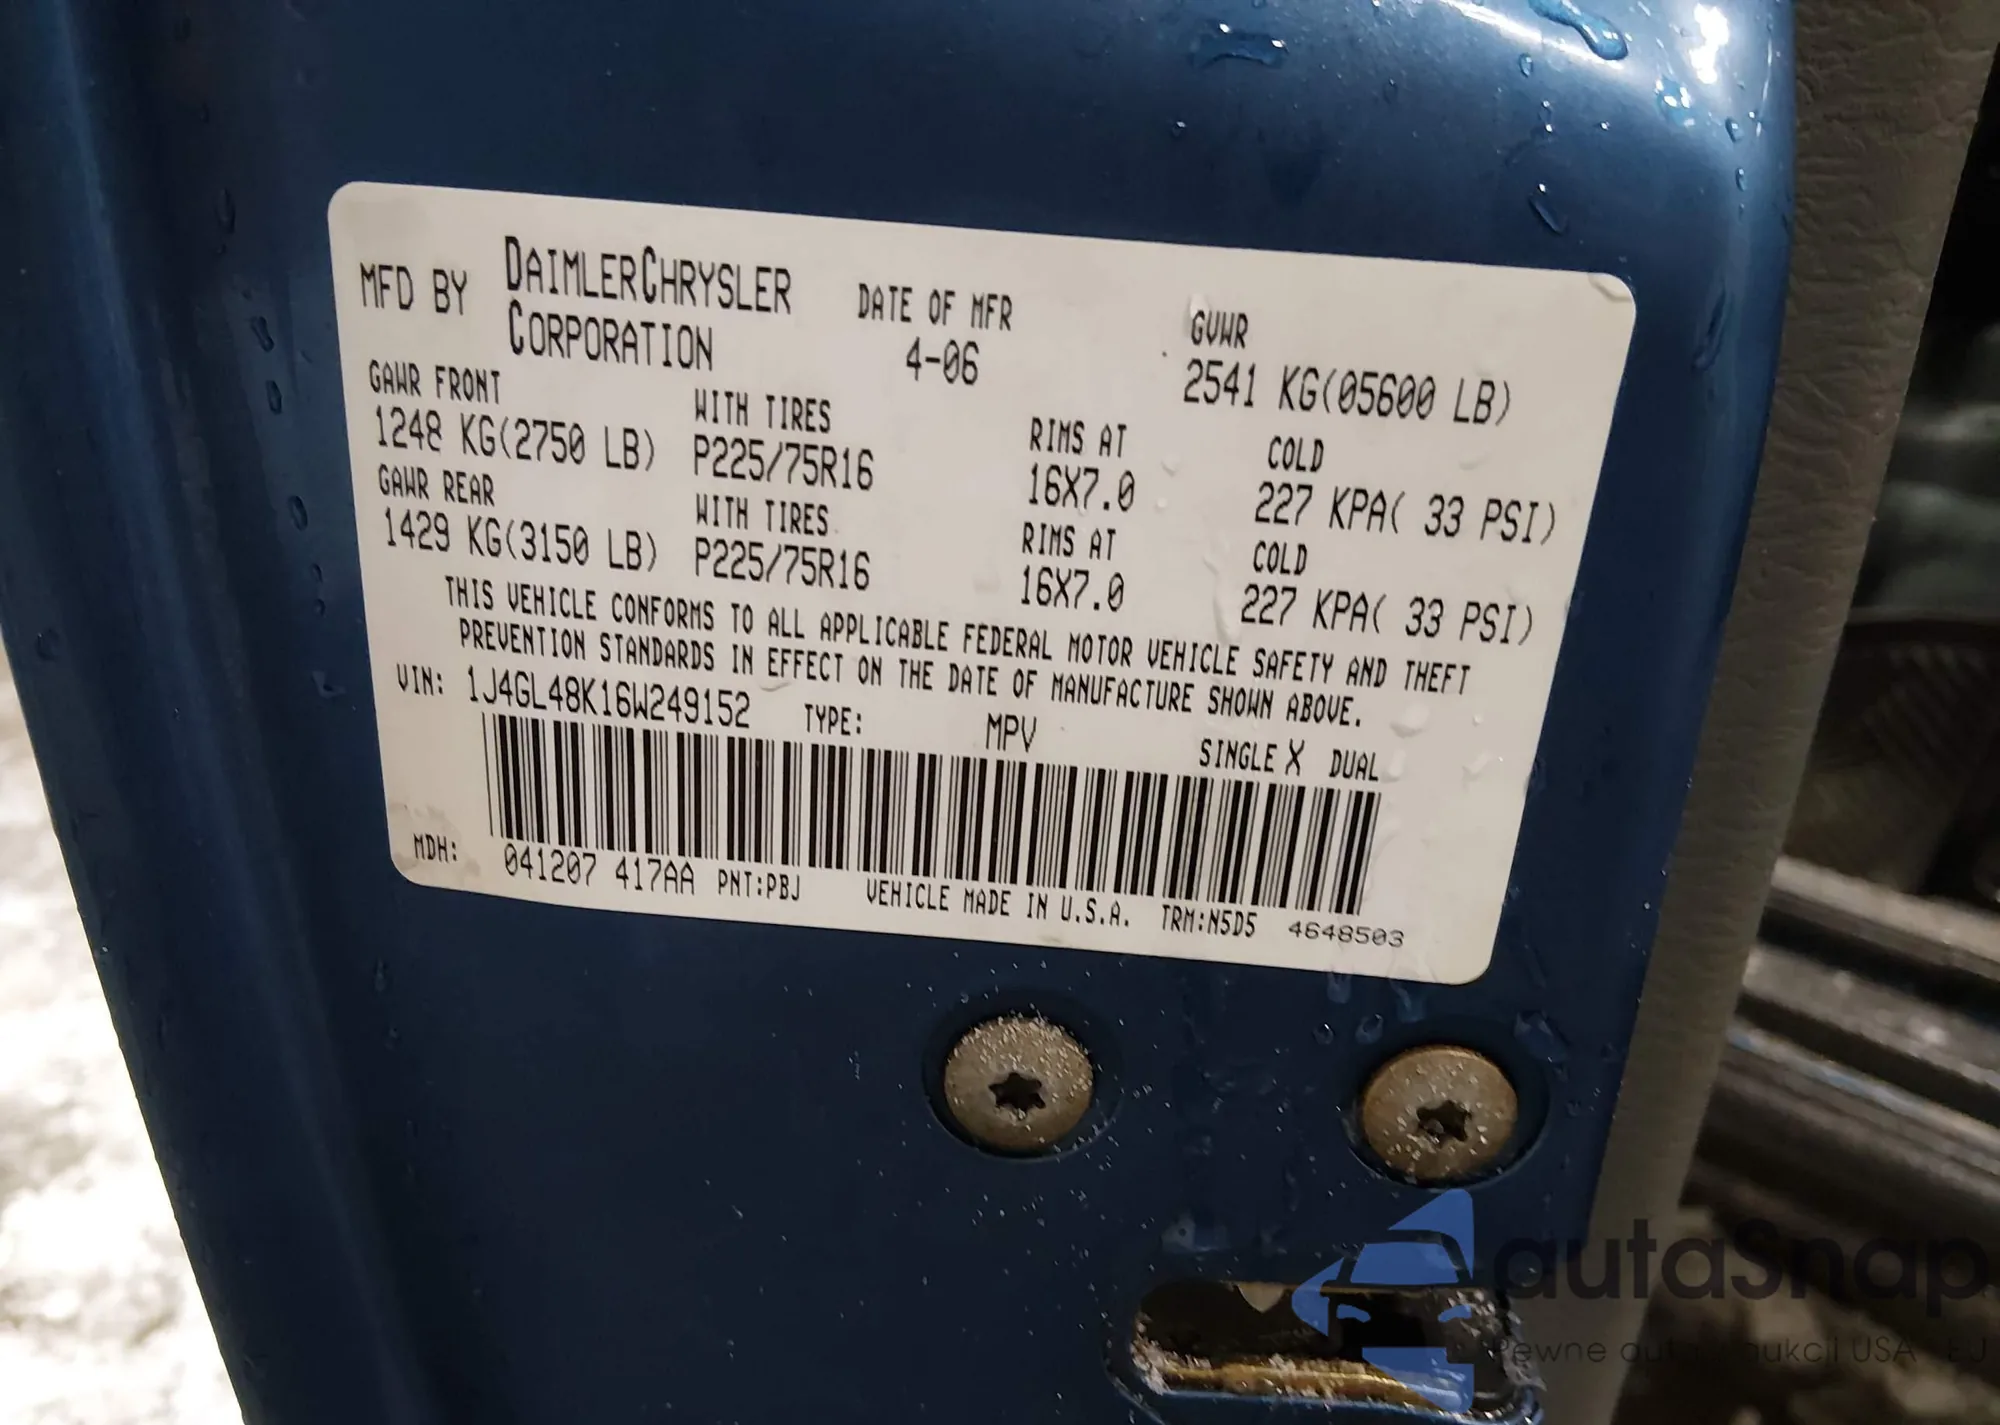 MFD BY DAIMLERCHRYSLER CORPORATION
DATE OF MFR 4-06
GVWR 2541 KG(05600 LB)
GAWR FRONT WITH TIRES RIMS AT COLD
1248 KG(2750 LB) P225/75R16 16X7.0 227 KPA( 33 PSI)
GAWR REAR WITH TIRES RIMS AT COLD
1429 KG(3150 LB) P225/75R16 16X7.0 227 KPA( 33 PSI)
THIS VEHICLE CONFORMS TO ALL APPLICABLE FEDERAL MOTOR VEHICLE SAFETY AND THEFT
PREVENTION STANDARDS IN EFFECT ON THE DATE OF MANUFACTURE SHOWN ABOVE.
VIN: 1J4GL48K16W249152 TYPE: MPV SINGLE X DUAL
MDH: 041207 417AA PNT:PBJ VEHICLE MADE IN U.S.A. TRM:N5D5 4648503
autaSnap
Pewne auta USA